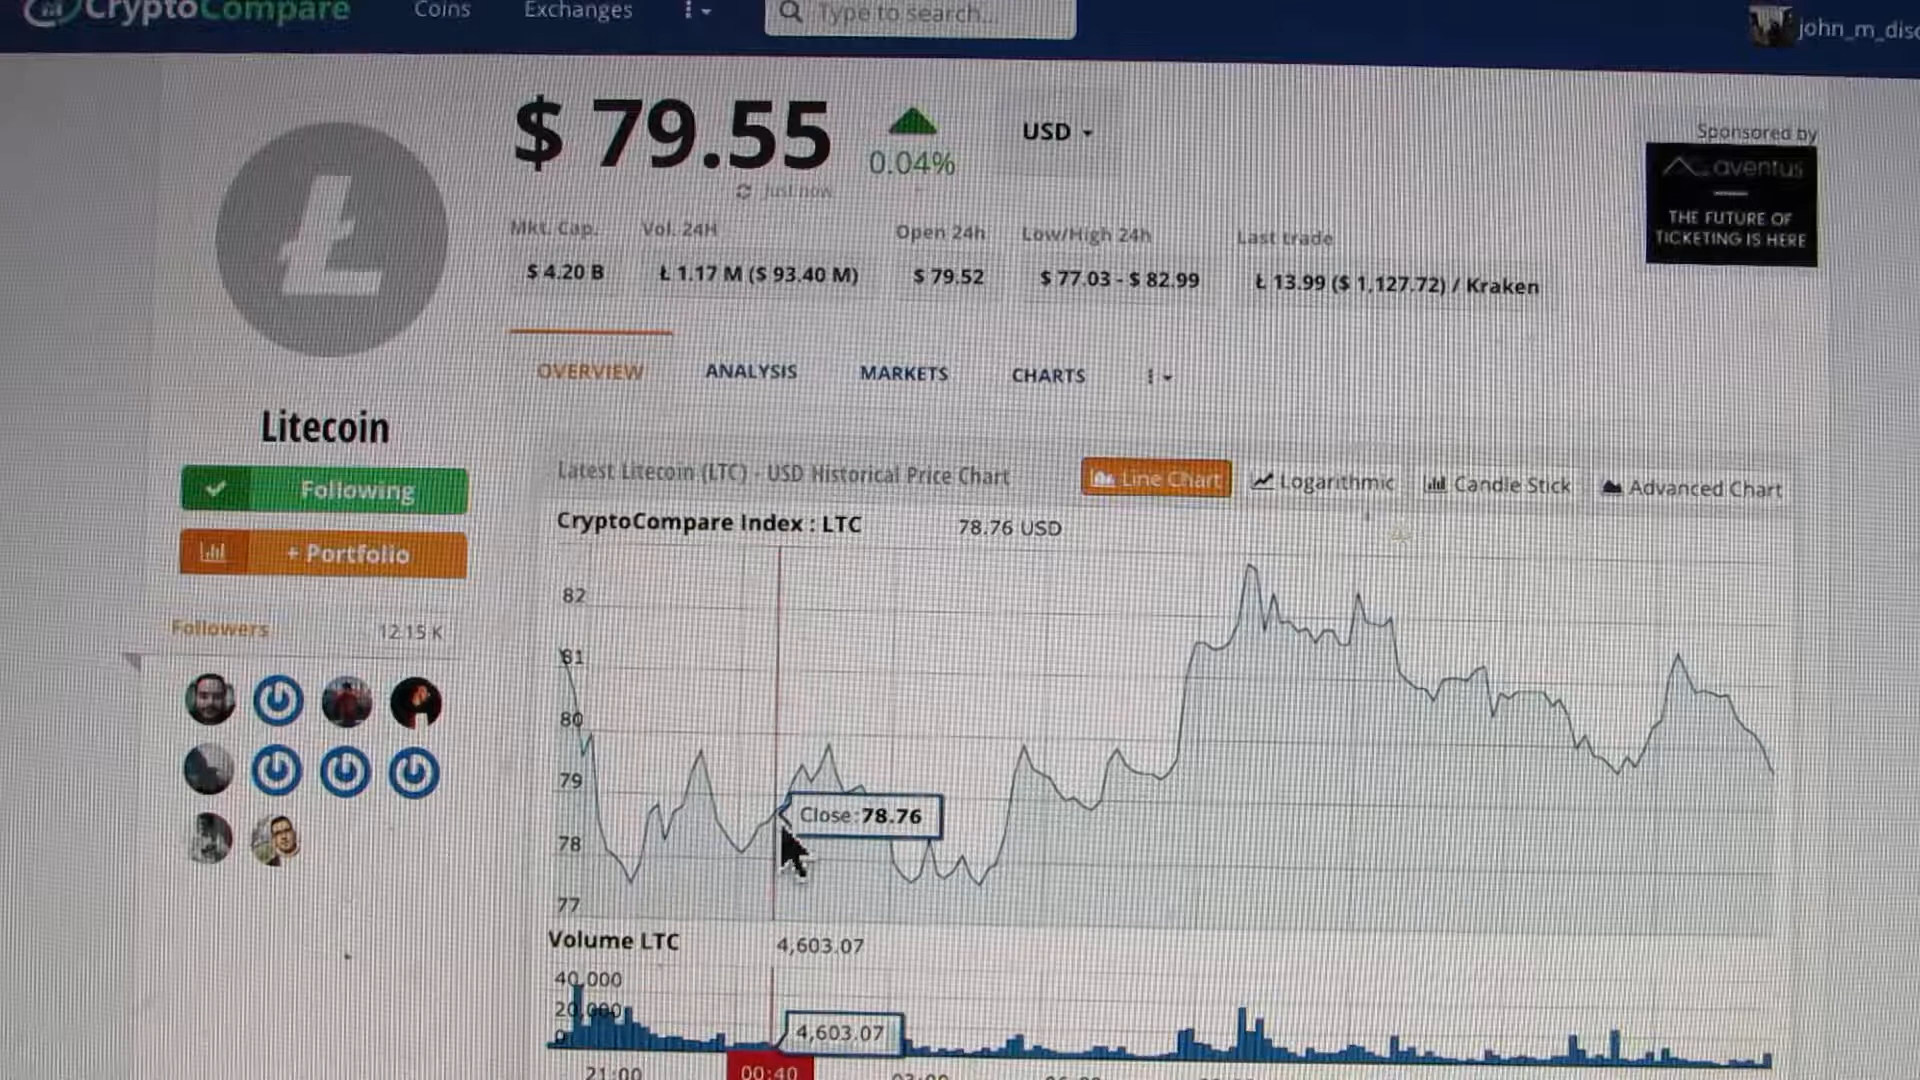 CryptoCompare
Coins
Exchanges
Type to search...
$ 79.55
0.04%
USD
Just now
Sponsored by
aventus
THE FUTURE OF
TICKETING IS HERE
Mkt. Cap.
Vol. 24H
Open 24h
Low/High 24h
Last trade
$ 4.20 B
Ł 1.17 M ($ 93.40 M)
$ 79.52
$ 77.03 - $ 82.99
Ł 13.99 ($ 1,127.72) / Kraken
OVERVIEW
ANALYSIS
MARKETS
CHARTS
Litecoin
Following
+ Portfolio
Followers
12.15 K
Latest Litecoin (LTC) - USD Historical Price Chart
Line Chart
Logarithmic
Candle Stick
Advanced Chart
CryptoCompare Index : LTC
78.76 USD
82
81
80
79
78
77
Close:78.76
Volume LTC
4,603.07
40,000
20,000
0
4,603.07
21:00
00:40